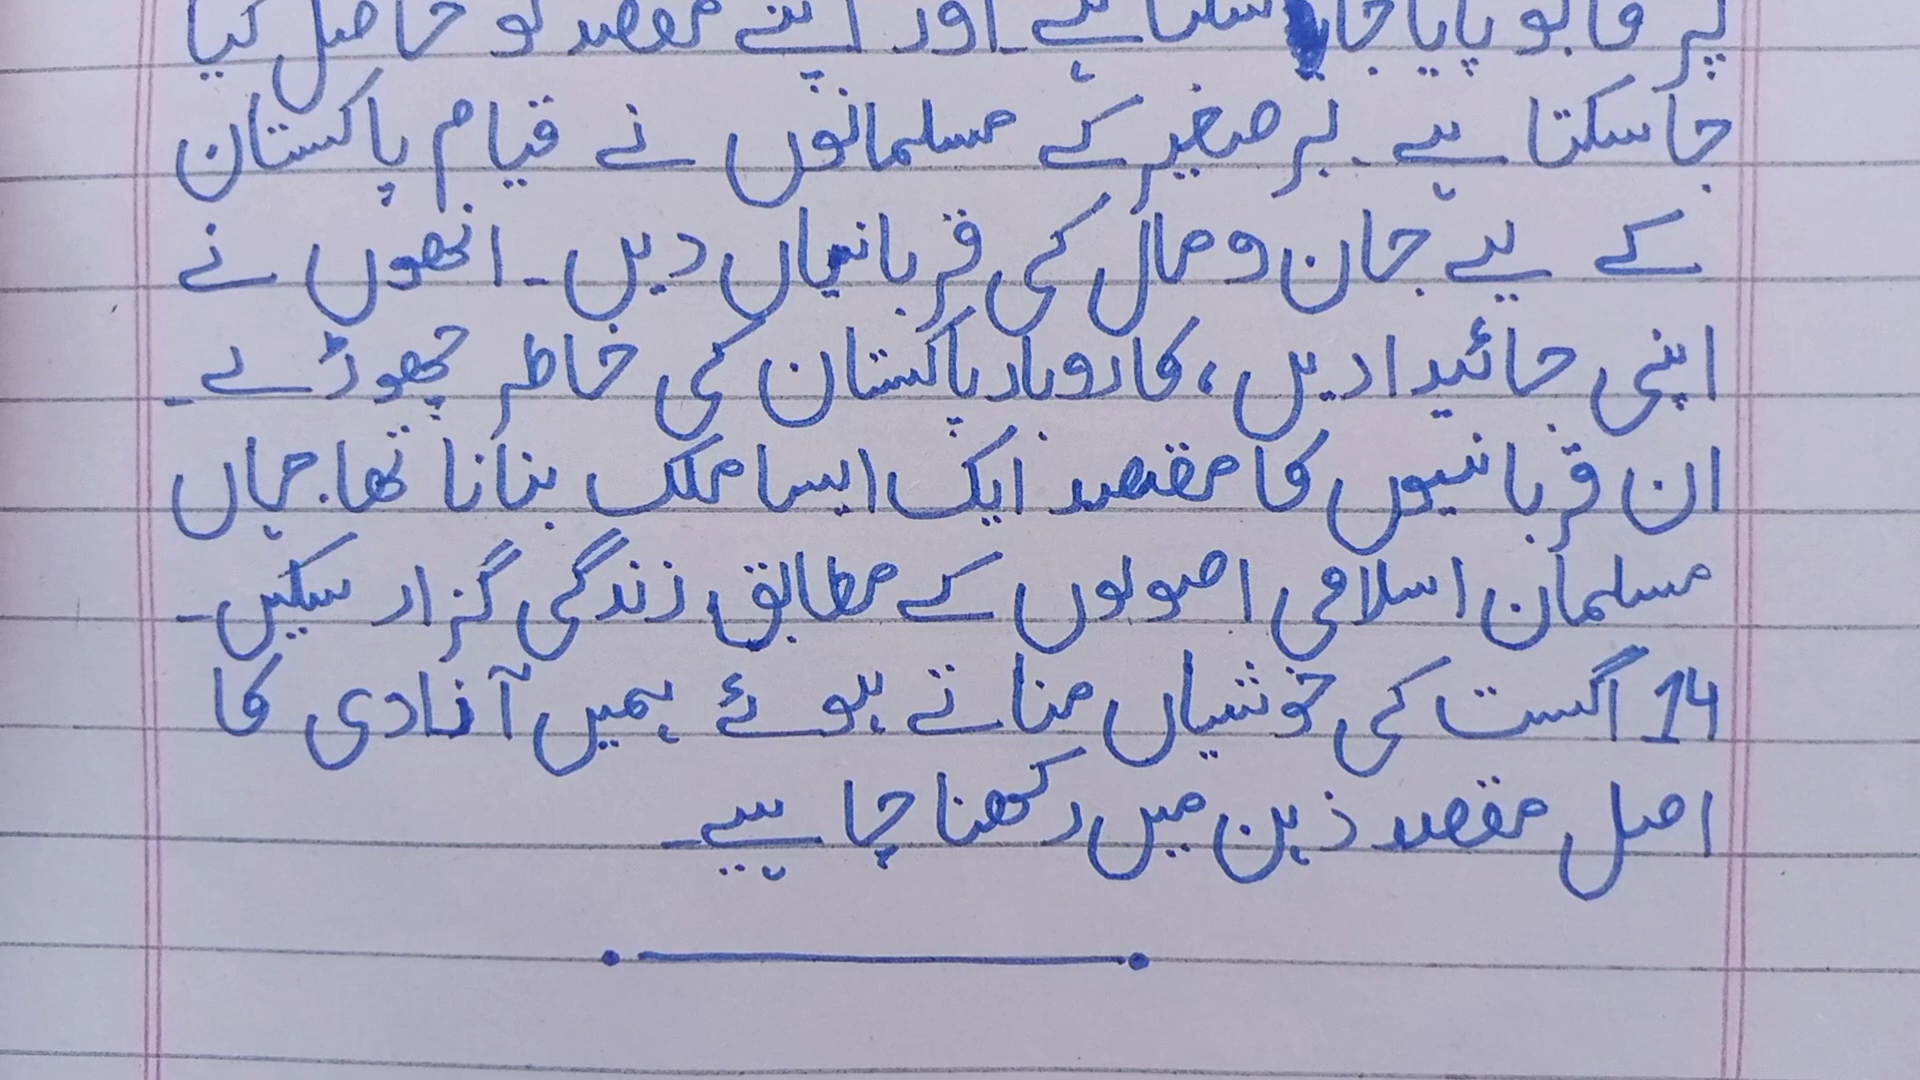 پر قابو پایا جا سکتا ہے۔ اور اپنے مقصد کو حاصل کیا
جا سکتا ہے۔ برصغیر کے مسلمانوں نے قیام پاکستان
کے لیے جان و مال کی قربانیاں دیں۔ انھوں نے
اپنی جائیدادیں، کاروبار پاکستان کی خاطر چھوڑے۔
ان قربانیوں کا مقصد ایک ایسا ملک بنانا تھا۔ جہاں
مسلمان اسلامی اصولوں کے مطابق زندگی گزار سکیں۔
14 اگست کی خوشیاں مناتے ہوئے ہمیں آزادی کا
اصل مقصد ذہن میں رکھنا چاہیے۔